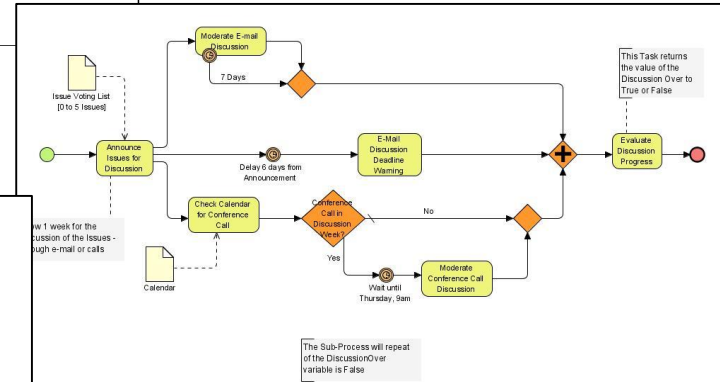 Moderate E-mail
Discussion
7 Days
This Task returns
the value of the
Discussion Over to
True or False
Issue Voting List
[0 to 5 Issues]
Announce
Issues for
Discussion
Delay 6 days from
Announcement
E-Mail
Discussion
Deadline
Warning
Evaluate
Discussion
Progress
Check Calendar
for Conference
Call
Conference
Call in
Discussion
Week?
No
Yes
1 week for the
of the Issues -
e-mail or calls
Calendar
Wait until
Thursday, 9am
Moderate
Conference Call
Discussion
The Sub-Process will repeat
of the DiscussionOver
variable is False